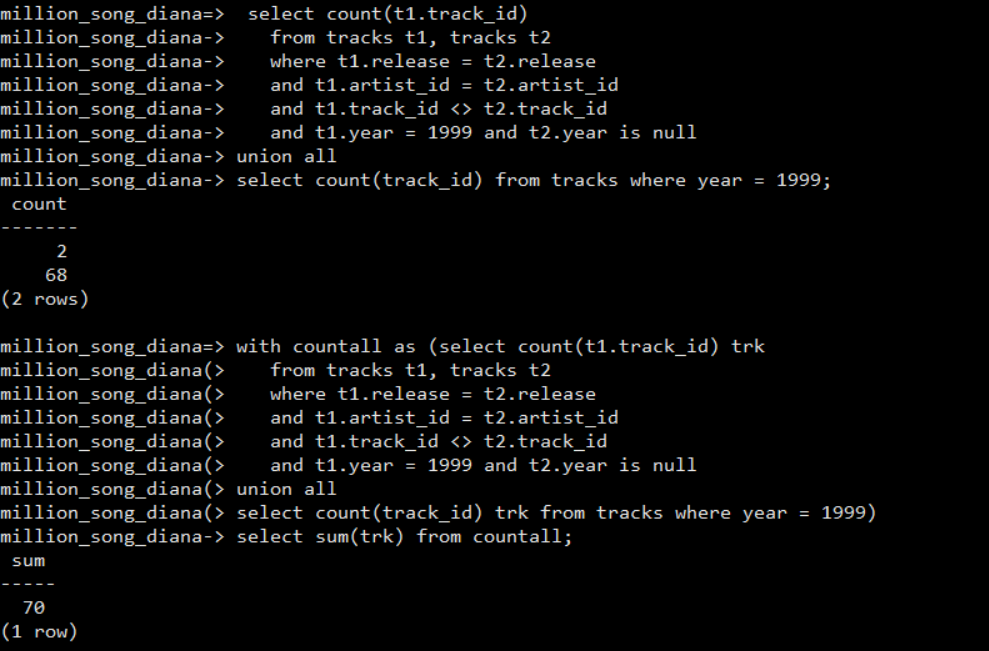 million_song_diana=>  select count(t1.track_id)
million_song_diana->    from tracks t1, tracks t2
million_song_diana->    where t1.release = t2.release
million_song_diana->    and t1.artist_id = t2.artist_id
million_song_diana->    and t1.track_id <> t2.track_id
million_song_diana->    and t1.year = 1999 and t2.year is null
million_song_diana-> union all
million_song_diana-> select count(track_id) from tracks where year = 1999;
 count
-------
     2
    68
(2 rows)

million_song_diana=> with countall as (select count(t1.track_id) trk
million_song_diana(>    from tracks t1, tracks t2
million_song_diana(>    where t1.release = t2.release
million_song_diana(>    and t1.artist_id = t2.artist_id
million_song_diana(>    and t1.track_id <> t2.track_id
million_song_diana(>    and t1.year = 1999 and t2.year is null
million_song_diana(> union all
million_song_diana(> select count(track_id) trk from tracks where year = 1999)
million_song_diana-> select sum(trk) from countall;
 sum
-----
  70
(1 row)